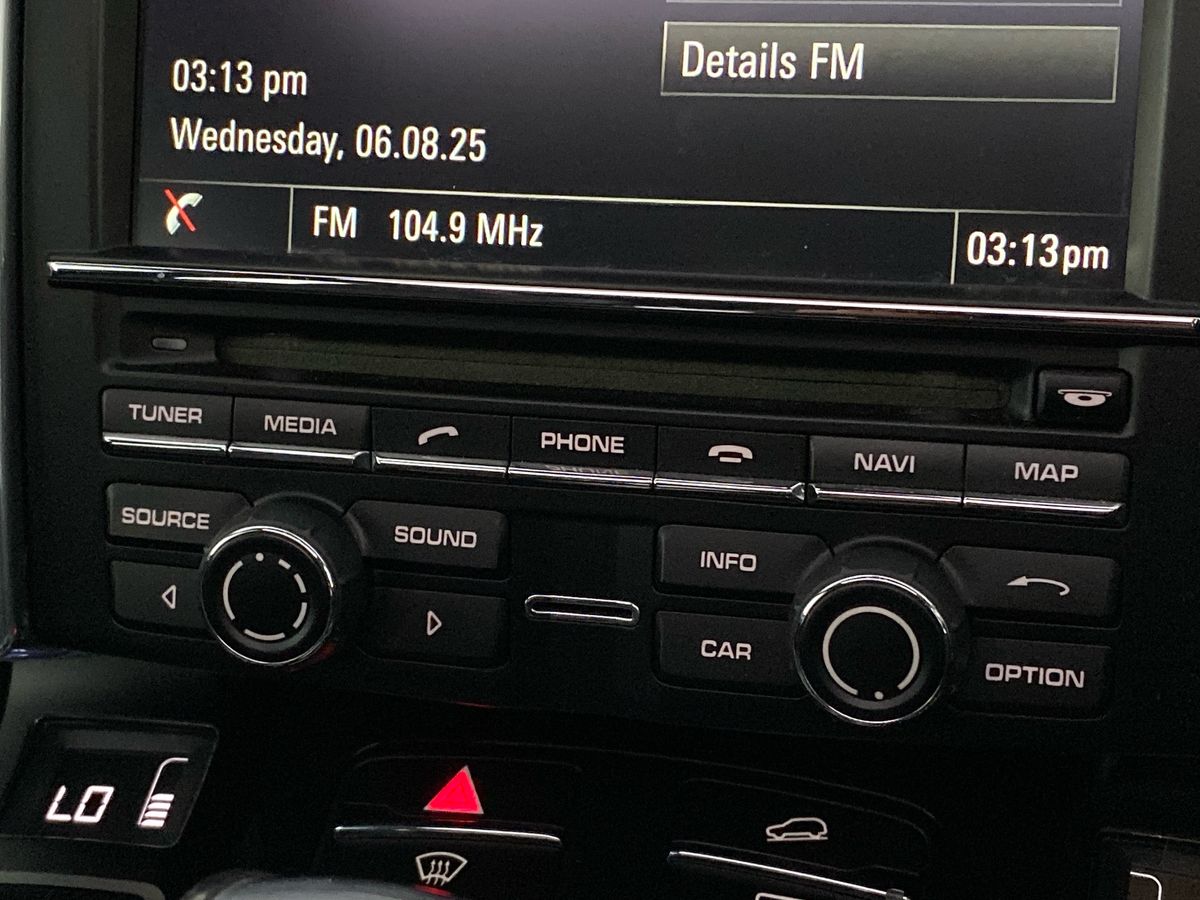 Details FM
03:13 pm
Wednesday, 06.08.25
FM 104.9 MHz
03:13pm
TUNER
MEDIA
PHONE
NAVI
MAP
SOURCE
SOUND
INFO
CAR
OPTION
LO